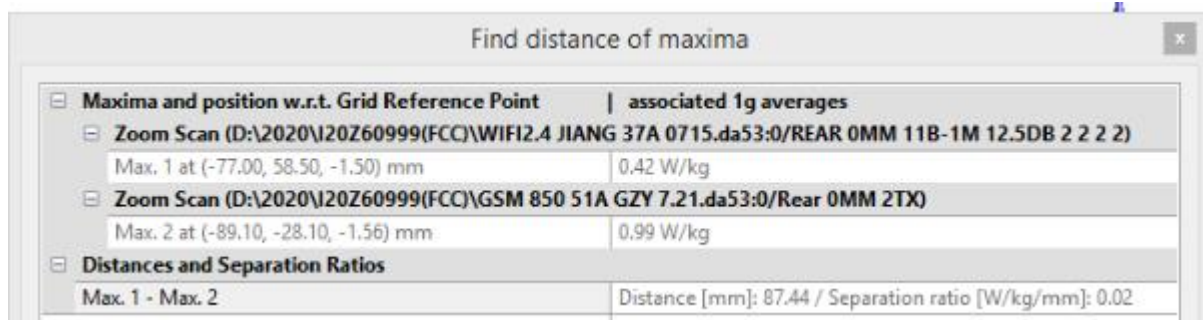 Find distance of maxima
x
Maxima and position w.r.t. Grid Reference Point | associated 1g averages
Zoom Scan (D:\2020\I20Z60999(FCC)\WIFI2.4 JIANG 37A 0715.da53:0/REAR 0MM 11B-1M 12.5DB 2 2 2 2)
Max. 1 at (-77.00, 58.50, -1.50) mm 0.42 W/kg
Zoom Scan (D:\2020\I20Z60999(FCC)\GSM 850 51A GZY 7.21.da53:0/Rear 0MM 2TX)
Max. 2 at (-89.10, -28.10, -1.56) mm 0.99 W/kg
Distances and Separation Ratios
Max. 1 - Max. 2 Distance [mm]: 87.44 / Separation ratio [W/kg/mm]: 0.02